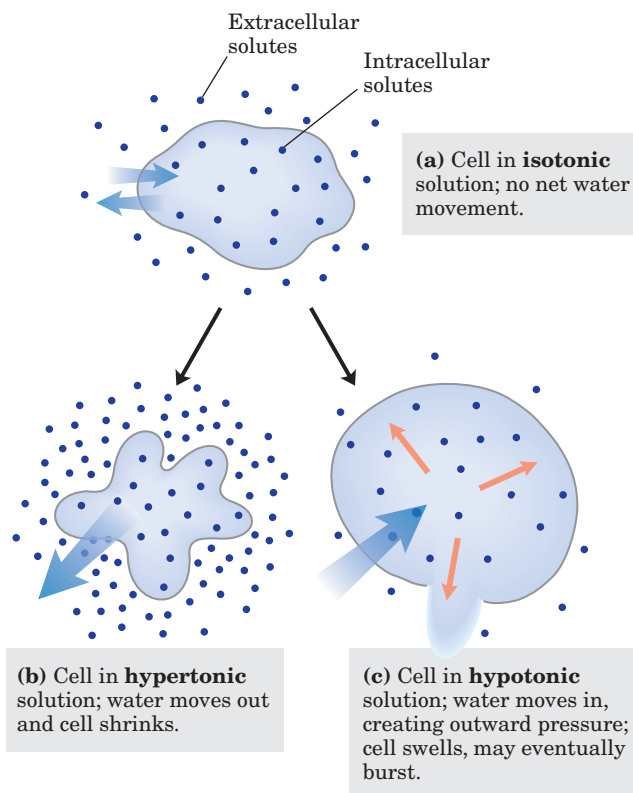 Extracellular
solutes
Intracellular
solutes
(a) Cell in isotonic
solution; no net water
movement.
(b) Cell in hypertonic
solution; water moves out
and cell shrinks.
(c) Cell in hypotonic
solution; water moves in,
creating outward pressure;
cell swells, may eventually
burst.